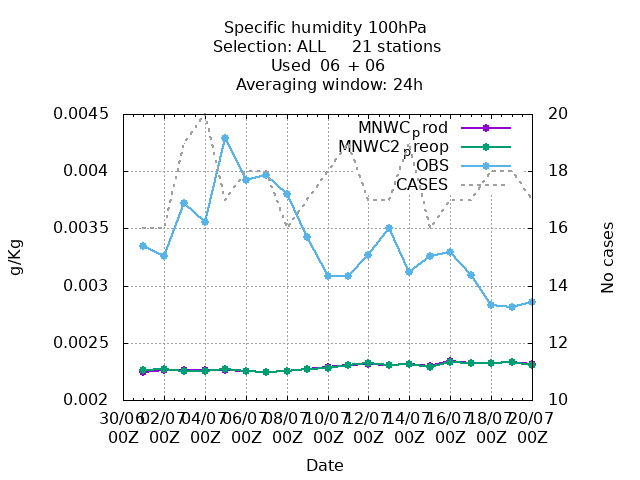 Specific humidity 100hPa
Selection: ALL 21 stations
Used 06 + 06
Averaging window: 24h
0.0045
0.004
0.0035
0.003
0.0025
0.002
g/Kg
20
18
16
14
12
10
No cases
MNWC_prod
MNWC2_preop
OBS
CASES
30/06 02/07 04/07 06/07 08/07 10/07 12/07 14/07 16/07 18/07 20/07
00Z 00Z 00Z 00Z 00Z 00Z 00Z 00Z 00Z 00Z 00Z
Date